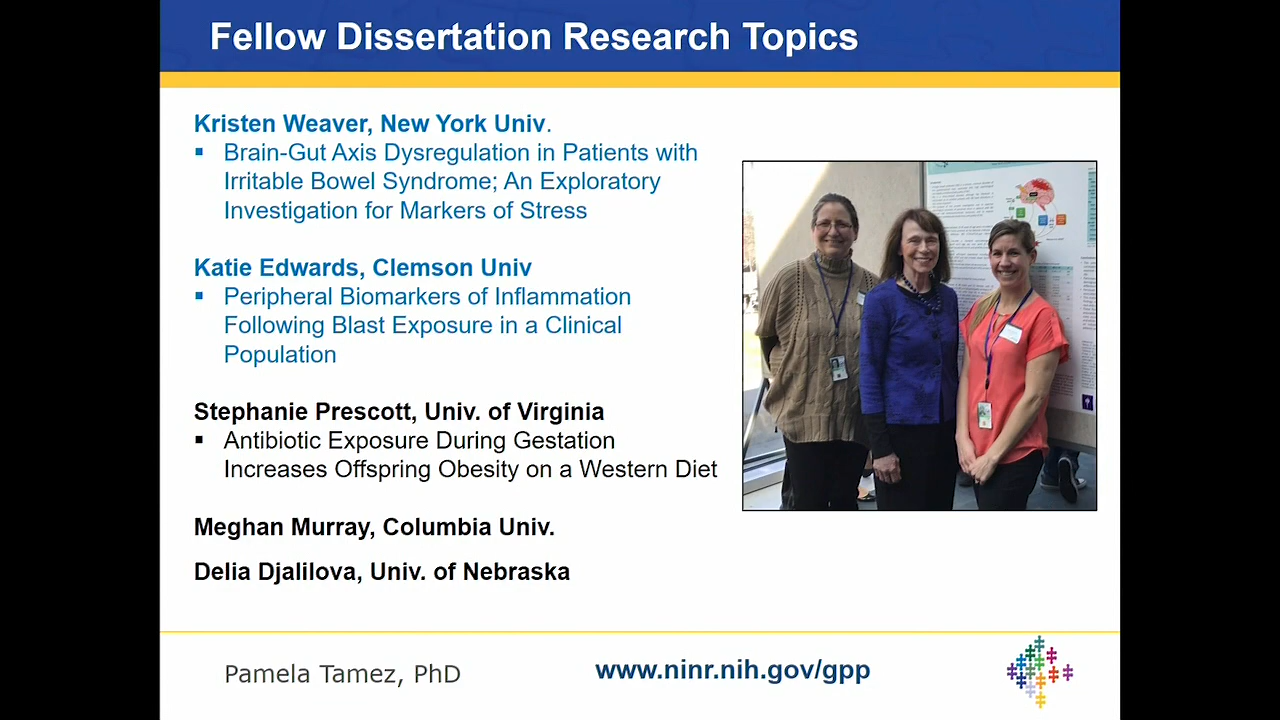 Fellow Dissertation Research Topics
Kristen Weaver, New York Univ.
▪ Brain-Gut Axis Dysregulation in Patients with
Irritable Bowel Syndrome; An Exploratory
Investigation for Markers of Stress
Katie Edwards, Clemson Univ
▪ Peripheral Biomarkers of Inflammation
Following Blast Exposure in a Clinical
Population
Stephanie Prescott, Univ. of Virginia
▪ Antibiotic Exposure During Gestation
Increases Offspring Obesity on a Western Diet
Meghan Murray, Columbia Univ.
Delia Djalilova, Univ. of Nebraska
Pamela Tamez, PhD
www.ninr.nih.gov/gpp